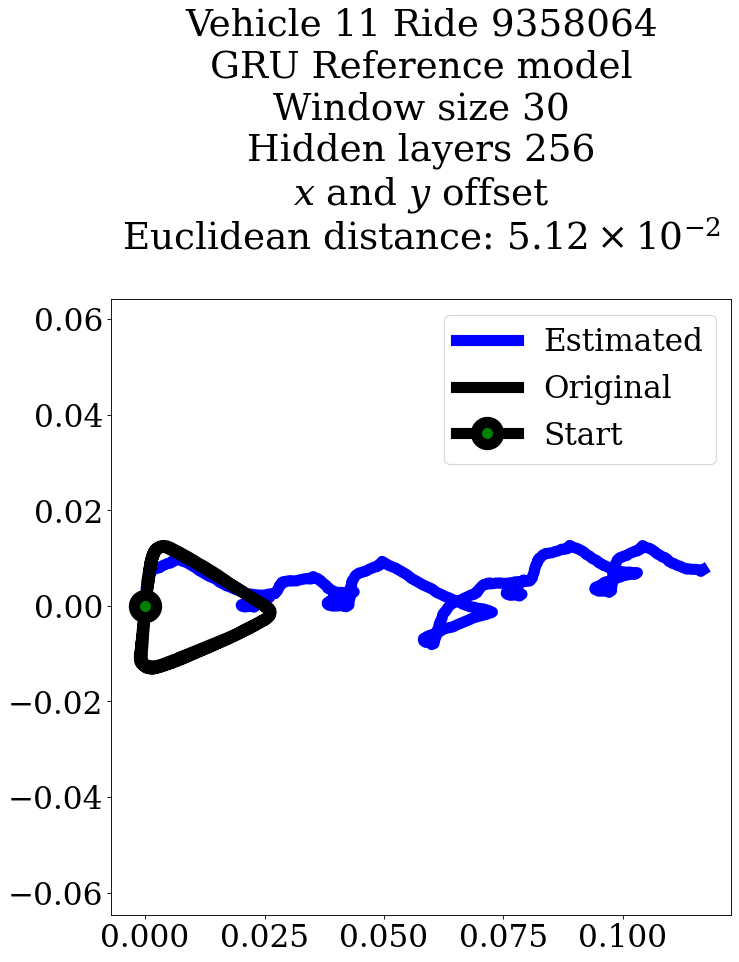 Vehicle 11 Ride 9358064
GRU Reference model
Window size 30
Hidden layers 256
x and y offset
Euclidean distance: 5.12 × 10⁻²
Estimated
Original
Start
0.06
0.04
0.02
0.00
−0.02
−0.04
−0.06
0.000 0.025 0.050 0.075 0.100